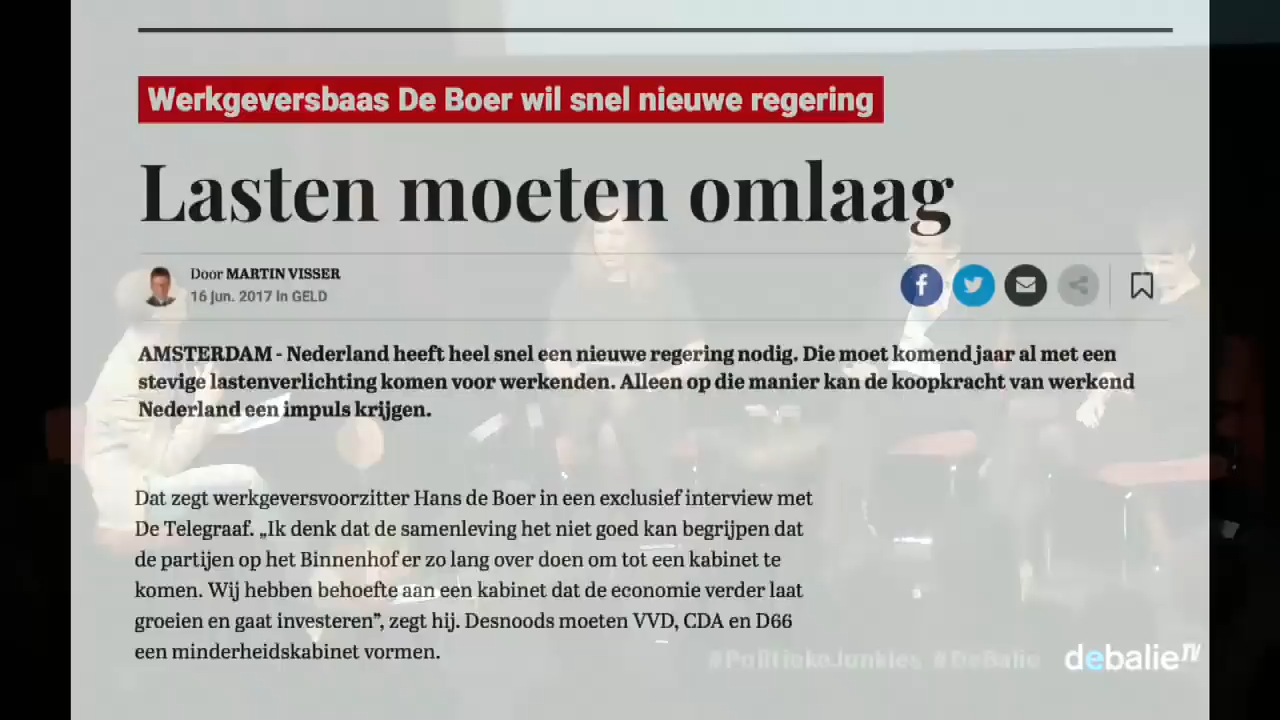 Werkgeversbaas De Boer wil snel nieuwe regering
Lasten moeten omlaag
Door MARTIN VISSER
16 jun. 2017 in GELD
AMSTERDAM - Nederland heeft heel snel een nieuwe regering nodig. Die moet komend jaar al met een
stevige lastenverlichting komen voor werkenden. Alleen op die manier kan de koopkracht van werkend
Nederland een impuls krijgen.
Dat zegt werkgeversvoorzitter Hans de Boer in een exclusief interview met
De Telegraaf. „Ik denk dat de samenleving het niet goed kan begrijpen dat
de partijen op het Binnenhof er zo lang over doen om tot een kabinet te
komen. Wij hebben behoefte aan een kabinet dat de economie verder laat
groeien en gaat investeren”, zegt hij. Desnoods moeten VVD, CDA en D66
een minderheidskabinet vormen.
#PolitiekeJunkies #DeBalie
debalie TV